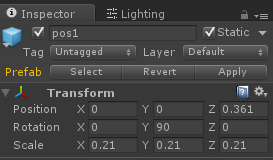 Inspector Lighting
pos1 Static
Tag Untagged Layer Default
Prefab Select Revert Apply
Transform
Position X 0 Y 0 Z 0.361
Rotation X 0 Y 90 Z 0
Scale X 0.21 Y 0.21 Z 0.21